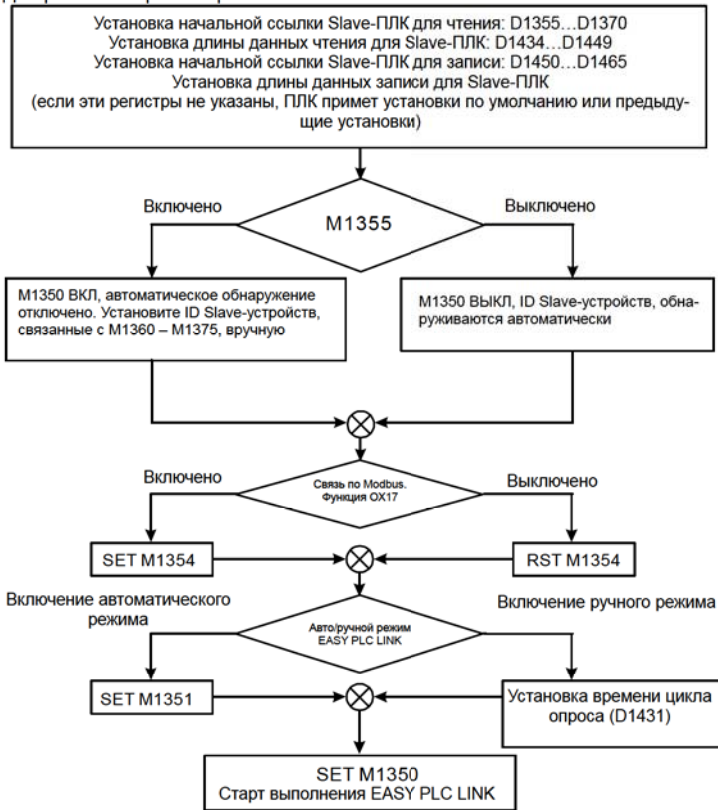 Установка начальной ссылки Slave-ПЛК для чтения: D1355...D1370
Установка длины данных чтения для Slave-ПЛК: D1434...D1449
Установка начальной ссылки Slave-ПЛК для записи: D1450...D1465
Установка длины данных записи для Slave-ПЛК
(если эти регистры не указаны, ПЛК примет установки по умолчанию или предыду-
щие установки)
Включено
Выключено
M1355
M1350 ВКЛ, автоматическое обнаружение
отключено. Установите ID Slave-устройств,
связанные с M1360 – M1375, вручную
M1350 ВЫКЛ, ID Slave-устройств, обна-
руживаются автоматически
Включено
Связь по Modbus.
Функция OX17
Выключено
SET M1354
RST M1354
Включение автоматического
режима
Включение ручного режима
Авто/ручной режим
EASY PLC LINK
SET M1351
Установка времени цикла
опроса (D1431)
SET M1350
Старт выполнения EASY PLC LINK